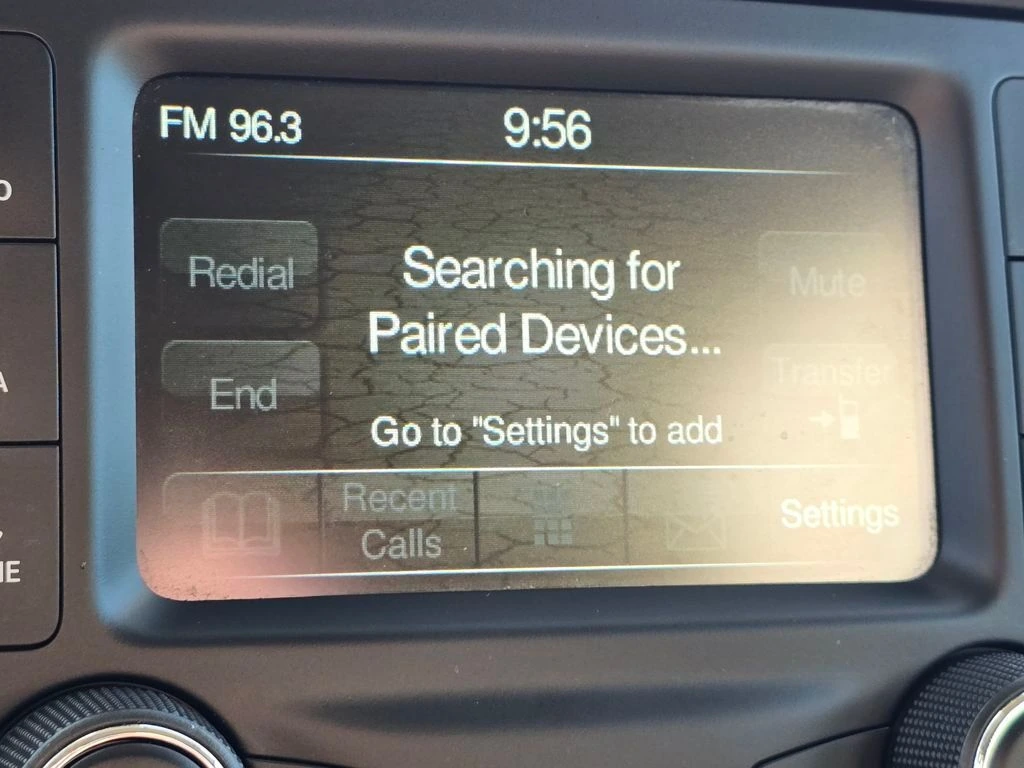 FM 96.3
9:56
Redial
Searching for
Mute
Paired Devices...
Transfer
End
Go to "Settings" to add
Recent
Calls
Settings